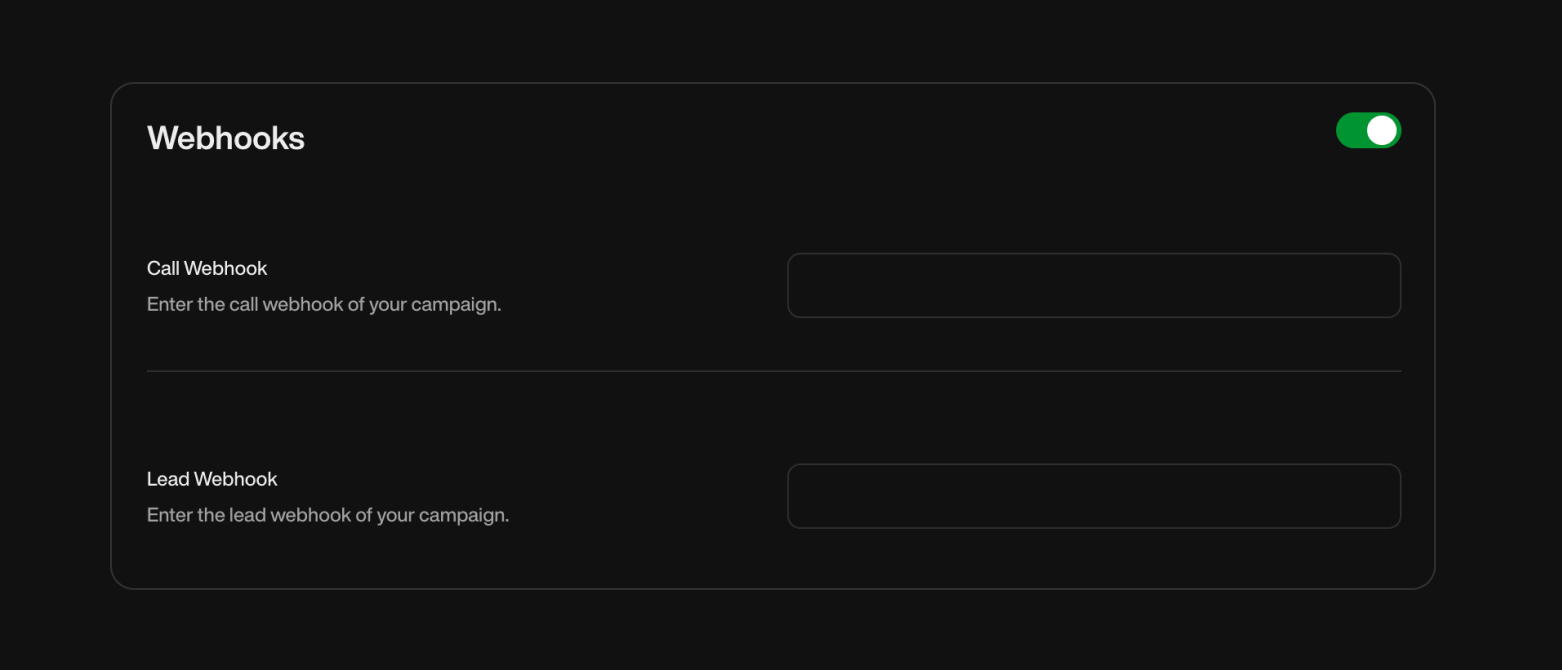 Webhooks
Call Webhook
Enter the call webhook of your campaign.
Lead Webhook
Enter the lead webhook of your campaign.